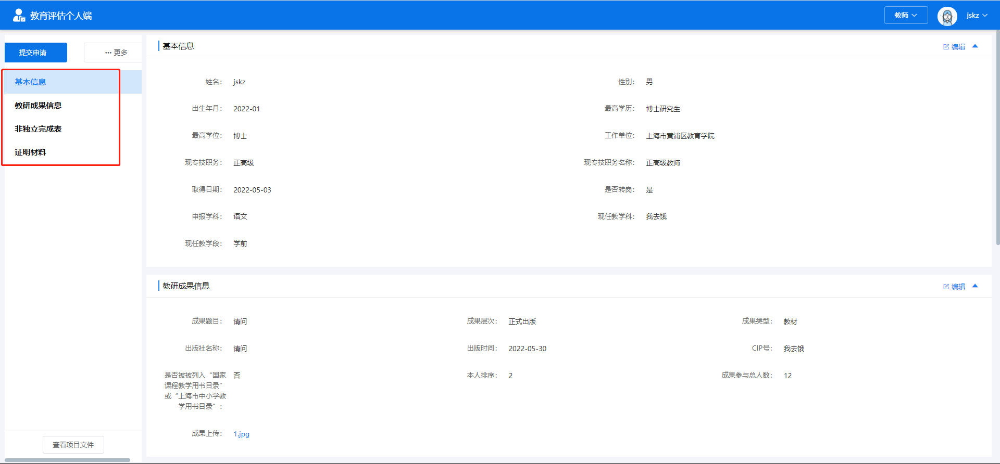 教育评估个人端
教师
jskz
提交申请
··· 更多
基本信息
教研成果信息
非独立完成表
证明材料
查看项目文件
基本信息
编辑
姓名： jskz
性别： 男
出生年月： 2022-01
最高学历： 博士研究生
最高学位： 博士
工作单位： 上海市黄浦区教育学院
现专技职务： 正高级
现专技职务名称： 正高级教师
取得日期： 2022-05-03
是否转岗： 是
申报学科： 语文
现任教学科： 我去饿
现任教学段： 学前
教研成果信息
编辑
成果题目： 请问
成果层次： 正式出版
成果类型： 教材
出版社名称： 请问
出版时间： 2022-05-30
CIP号： 我去饿
是否被被列入“国家
课程教学用书目录”
或“上海市中小学教
学用书目录”： 否
本人排序： 2
成果参与总人数： 12
成果上传： 1.jpg